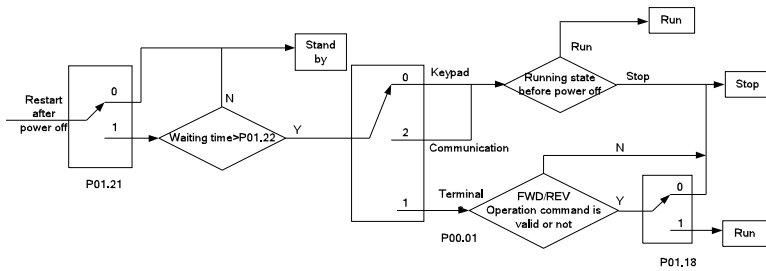 Restart
after
power off
0
1
P01.21
Stand
by
N
Waiting time>P01.22
Y
0
2
1
Keypad
Communication
Terminal
P00.01
Running state
before power off
Run
Run
Stop
Stop
FWD/REV
Operation command is
valid or not
N
Y
0
1
P01.18
Run